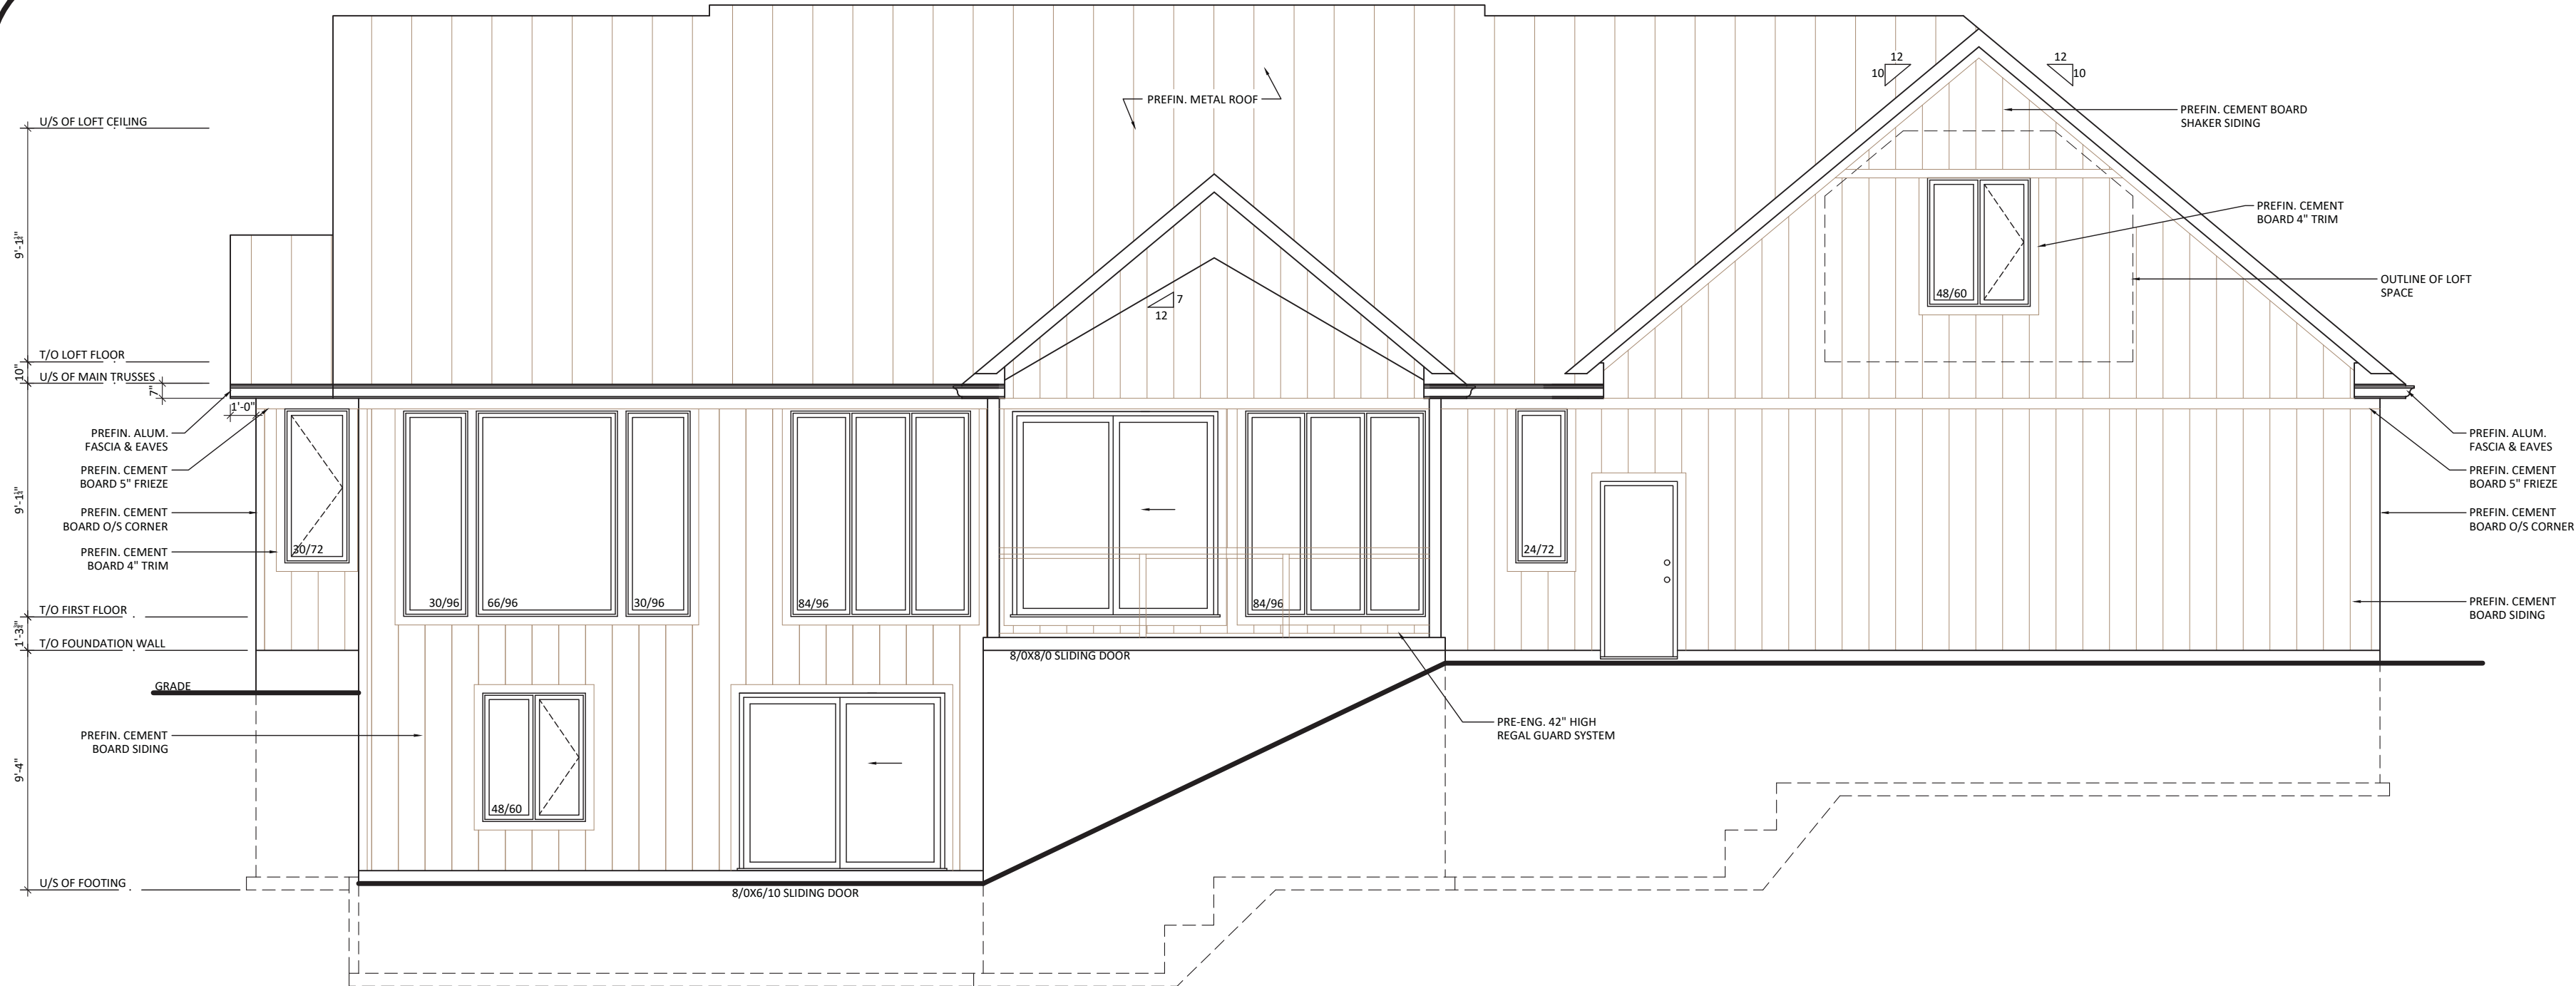 12
10
12
10
PREFIN. METAL ROOF
PREFIN. CEMENT BOARD
SHAKER SIDING
U/S OF LOFT CEILING
PREFIN. CEMENT
BOARD 4" TRIM
9'-1½"
OUTLINE OF LOFT
SPACE
48/60
7
12
T/O LOFT FLOOR
10"
U/S OF MAIN TRUSSES
7"
1'-0"
PREFIN. ALUM.
FASCIA & EAVES
PREFIN. CEMENT
BOARD 5" FRIEZE
PREFIN. CEMENT
BOARD O/S CORNER
PREFIN. CEMENT
BOARD 4" TRIM
9'-1½"
30/72
30/96
66/96
30/96
84/96
84/96
24/72
PREFIN. ALUM.
FASCIA & EAVES
PREFIN. CEMENT
BOARD 5" FRIEZE
PREFIN. CEMENT
BOARD O/S CORNER
PREFIN. CEMENT
BOARD SIDING
T/O FIRST FLOOR
T/O FOUNDATION WALL
8/0X8/0 SLIDING DOOR
GRADE
PREFIN. CEMENT
BOARD SIDING
PRE-ENG. 42" HIGH
REGAL GUARD SYSTEM
9'-4"
48/60
U/S OF FOOTING
8/0X6/10 SLIDING DOOR